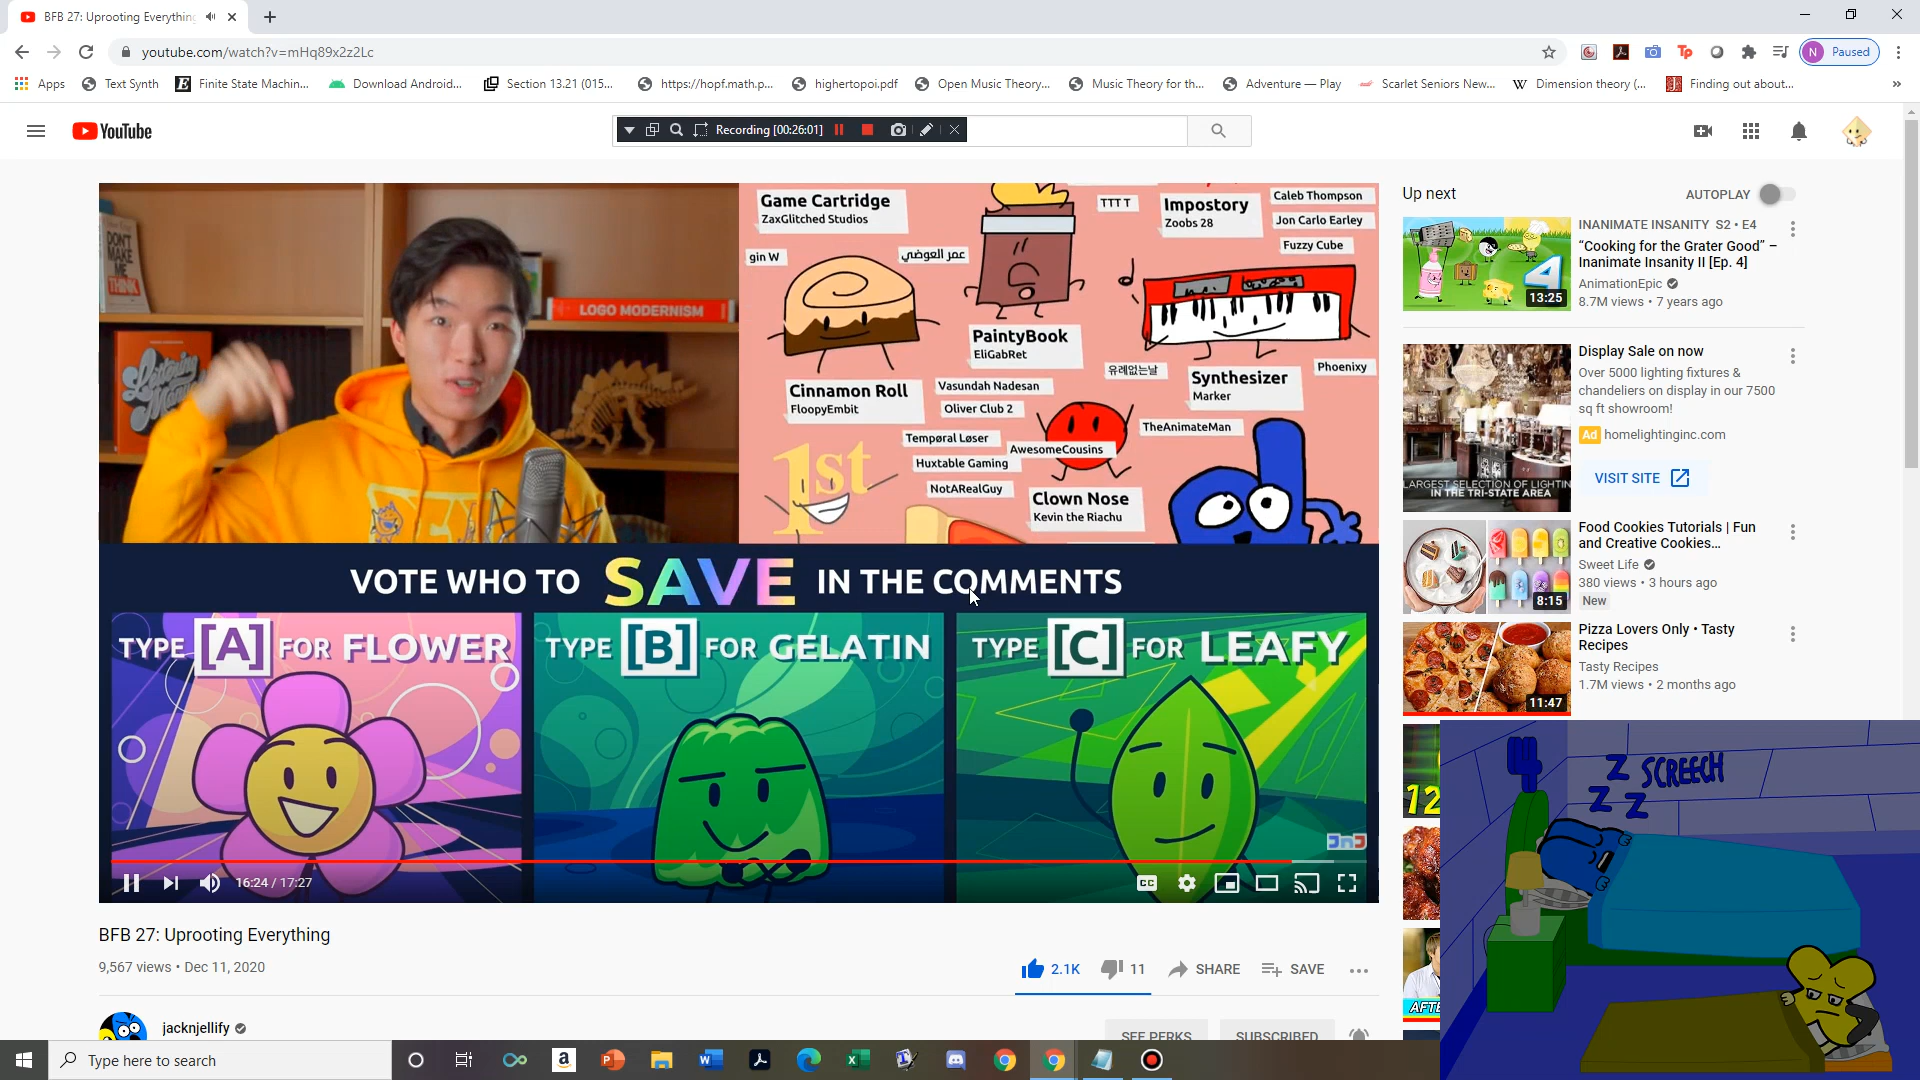 BFB 27: Uprooting Everything
youtube.com/watch?v=mHq89x2z2Lc
N Paused
Apps Text Synth Finite State Machin... Download Android... Section 13.21 (015... https://hopf.math.p... highertopoi.pdf Open Music Theory... Music Theory for th... Adventure — Play Scarlet Seniors New... Dimension theory (... Finding out about...
YouTube
Recording [00:26:01]
DON'T
MAKE
ME
THINK
LOGO MODERNISM
Game Cartridge
ZaxGlitched Studios
TTT T
Impostory
Zoobs 28
Caleb Thompson
Jon Carlo Earley
Fuzzy Cube
gin W
عمر العوضي
PaintyBook
EliGabRet
유례없는날
Phoenixy
Cinnamon Roll
FloopyEmbit
Vasundah Nadesan
Oliver Club 2
Synthesizer
Marker
Tempørąl Løser
AwesomeCousins
TheAnimateMan
Huxtable Gaming
NotARealGuy
1st
Clown Nose
Kevin the Riachu
VOTE WHO TO SAVE IN THE COMMENTS
TYPE [A] FOR FLOWER
TYPE [B] FOR GELATIN
TYPE [C] FOR LEAFY
JnJ
16:24 / 17:27
CC
BFB 27: Uprooting Everything
9,567 views • Dec 11, 2020
2.1K 11 SHARE SAVE
jacknjellify
SEE PERKS SUBSCRIBED
Up next AUTOPLAY
INANIMATE INSANITY S2 • E4
“Cooking for the Grater Good” –
Inanimate Insanity II [Ep. 4]
AnimationEpic
8.7M views • 7 years ago
4
13:25
Display Sale on now
Over 5000 lighting fixtures &
chandeliers on display in our 7500
sq ft showroom!
Ad homelightinginc.com
VISIT SITE
LARGEST SELECTION OF LIGHTIN
IN THE TRI-STATE AREA
Food Cookies Tutorials | Fun
and Creative Cookies...
Sweet Life
380 views • 3 hours ago
New
8:15
Pizza Lovers Only • Tasty
Recipes
Tasty Recipes
1.7M views • 2 months ago
11:47
12
AFTE
Z SCREECH
Z Z
Type here to search